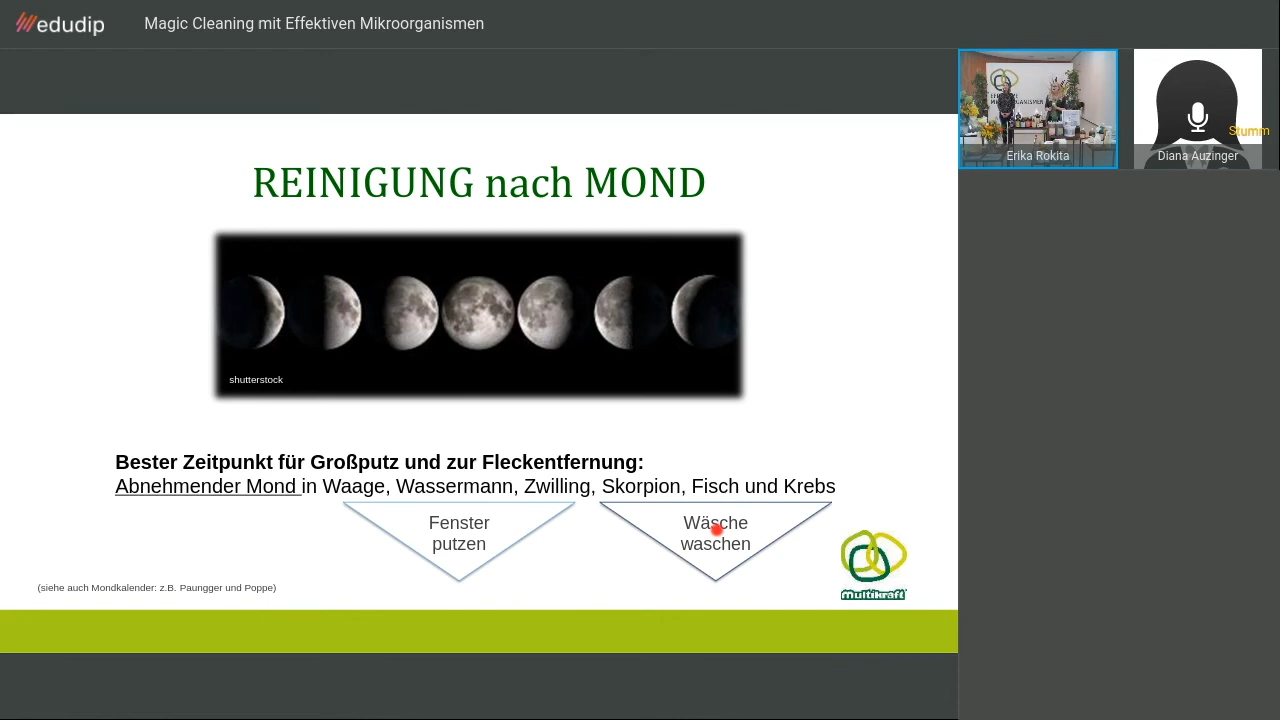 edudip
Magic Cleaning mit Effektiven Mikroorganismen
Erika Rokita
Stumm
Diana Auzinger
REINIGUNG nach MOND
shutterstock
Bester Zeitpunkt für Großputz und zur Fleckentfernung:
Abnehmender Mond in Waage, Wassermann, Zwilling, Skorpion, Fisch und Krebs
Fenster
putzen
Wäsche
waschen
(siehe auch Mondkalender: z.B. Paungger und Poppe)
multikraft